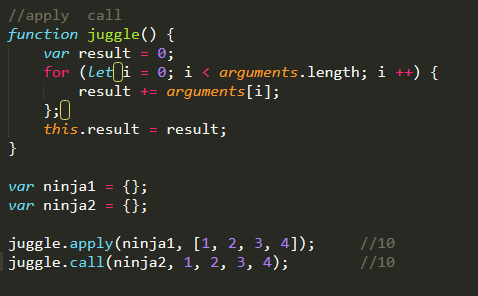 //apply  call
function juggle() {
    var result = 0;
    for (let i = 0; i < arguments.length; i ++) {
        result += arguments[i];
    };
    this.result = result;
}

var ninja1 = {};
var ninja2 = {};

juggle.apply(ninja1, [1, 2, 3, 4]);     //10
juggle.call(ninja2, 1, 2, 3, 4);        //10